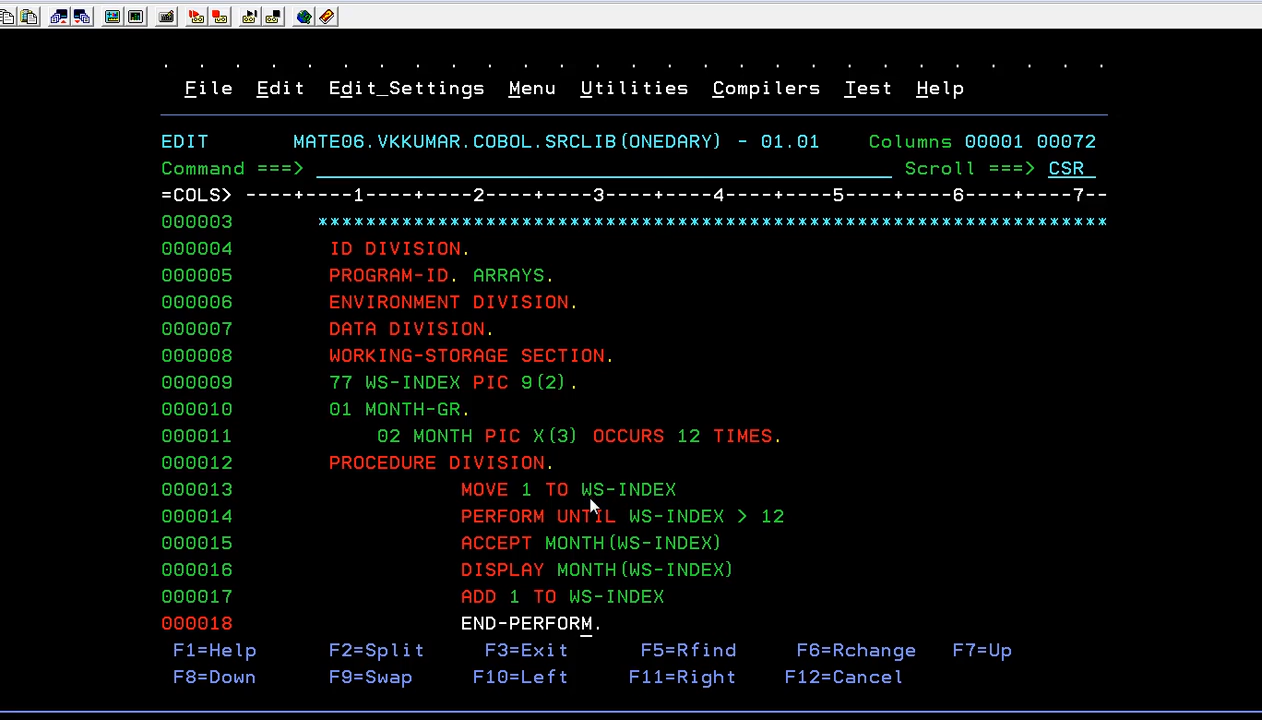 . . . . . . . . . . . . . . . . . . . . . . . . . . .
File Edit Edit_Settings Menu Utilities Compilers Test Help
EDIT MATE06.VKKUMAR.COBOL.SRCLIB(ONEDARY) - 01.01 Columns 00001 00072
Command ===> Scroll ===> CSR
=COLS> ----+----1----+----2----+----3----+----4----+----5----+----6----+----7--
000003 ******************************************************************
000004 ID DIVISION.
000005 PROGRAM-ID. ARRAYS.
000006 ENVIRONMENT DIVISION.
000007 DATA DIVISION.
000008 WORKING-STORAGE SECTION.
000009 77 WS-INDEX PIC 9(2).
000010 01 MONTH-GR.
000011 02 MONTH PIC X(3) OCCURS 12 TIMES.
000012 PROCEDURE DIVISION.
000013 MOVE 1 TO WS-INDEX
000014 PERFORM UNTIL WS-INDEX > 12
000015 ACCEPT MONTH(WS-INDEX)
000016 DISPLAY MONTH(WS-INDEX)
000017 ADD 1 TO WS-INDEX
000018 END-PERFORM.
F1=Help F2=Split F3=Exit F5=Rfind F6=Rchange F7=Up
F8=Down F9=Swap F10=Left F11=Right F12=Cancel